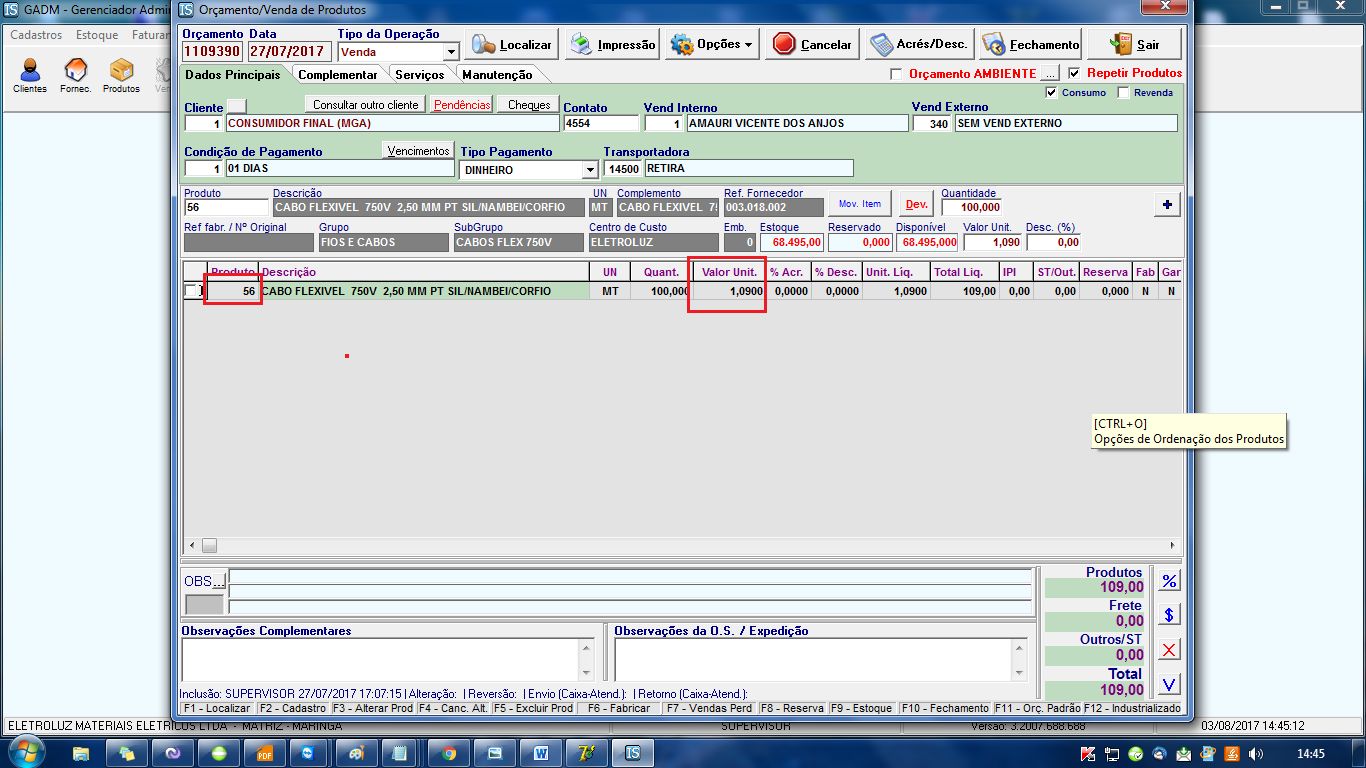 GADM - Gerenciador Admi
Orçamento/Venda de Produtos
Cadastros Estoque Faturar
Clientes Fornec. Produtos
Orçamento Data Tipo da Operação
1109390 27/07/2017 Venda
Localizar Impressão Opções Cancelar Acrés/Desc. Fechamento Sair
Dados Principais Complementar Serviços Manutenção
Orçamento AMBIENTE ... Repetir Produtos
Consumo Revenda
Cliente Consultar outro cliente Pendências Cheques Contato Vend Interno Vend Externo
1 CONSUMIDOR FINAL (MGA) 4554 1 AMAURI VICENTE DOS ANJOS 340 SEM VEND EXTERNO
Condição de Pagamento Vencimentos Tipo Pagamento Transportadora
1 01 DIAS DINHEIRO 14500 RETIRA
Produto Descrição UN Complemento Ref. Fornecedor Mov. Item Dev. Quantidade
56 CABO FLEXIVEL 750V 2,50 MM PT SIL/NAMBEI/CORFIO MT CABO FLEXIVEL 003.018.002 100,000 +
Ref fabr. / Nº Original Grupo SubGrupo Centro de Custo Emb. Estoque Reservado Disponível Valor Unit. Desc. (%)
FIOS E CABOS CABOS FLEX 750V ELETROLUZ 0 68.495,00 0,000 68.495,000 1,090 0,00
Produto Descrição UN Quant. Valor Unit. % Acr. % Desc. Unit. Liq. Total Liq. IPI ST/Out. Reserva Fab Gar
56 CABO FLEXIVEL 750V 2,50 MM PT SIL/NAMBEI/CORFIO MT 100,000 1,0900 0,0000 0,0000 1,0900 109,00 0,00 0,00 0,000 N N
[CTRL+O]
Opções de Ordenação dos Produtos
OBS...
Produtos
109,00 %
Frete
0,00 $
Outros/ST
0,00 X
Total
109,00 V
Observações Complementares Observações da O.S. / Expedição
Inclusão: SUPERVISOR 27/07/2017 17:07:15 | Alteração: | Reversão: | Envio (Caixa-Atend.): | Retorno (Caixa-Atend.):
F1 - Localizar F2 - Cadastro F3 - Alterar Prod F4 - Canc. Alt. F5 - Excluir Prod F6 - Fabricar F7 - Vendas Perd F8 - Reserva F9 - Estoque F10 - Fechamento F11 - Orç. Padrão F12 - Industrializado
ELETROLUZ MATERIAIS ELETRICOS LTDA - MATRIZ - MARINGA SUPERVISOR Versão: 3.2007.688.688 03/08/2017 14:45:12
14:45